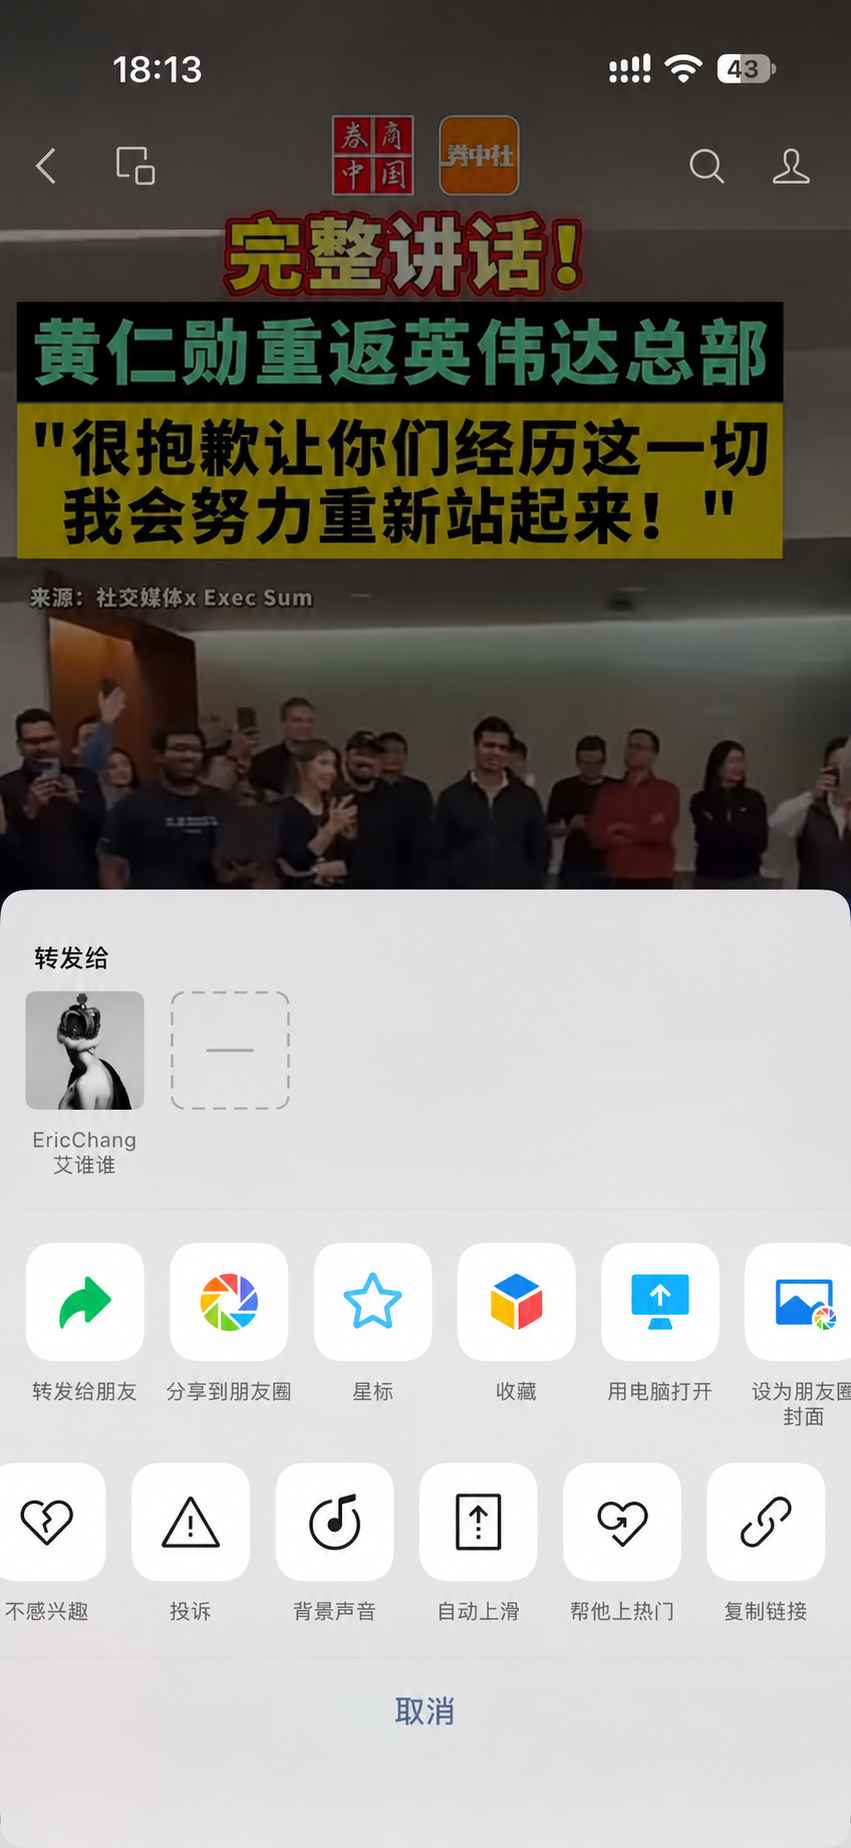 18:13
43
券商
中国
券中社
完整讲话！
黄仁勋重返英伟达总部
"很抱歉让你们经历这一切
我会努力重新站起来！"
来源：社交媒体x Exec Sum
转发给
EricChang
艾谁谁
转发给朋友
分享到朋友圈
星标
收藏
用电脑打开
设为朋友圈
封面
不感兴趣
投诉
背景声音
自动上滑
帮他上热门
复制链接
取消